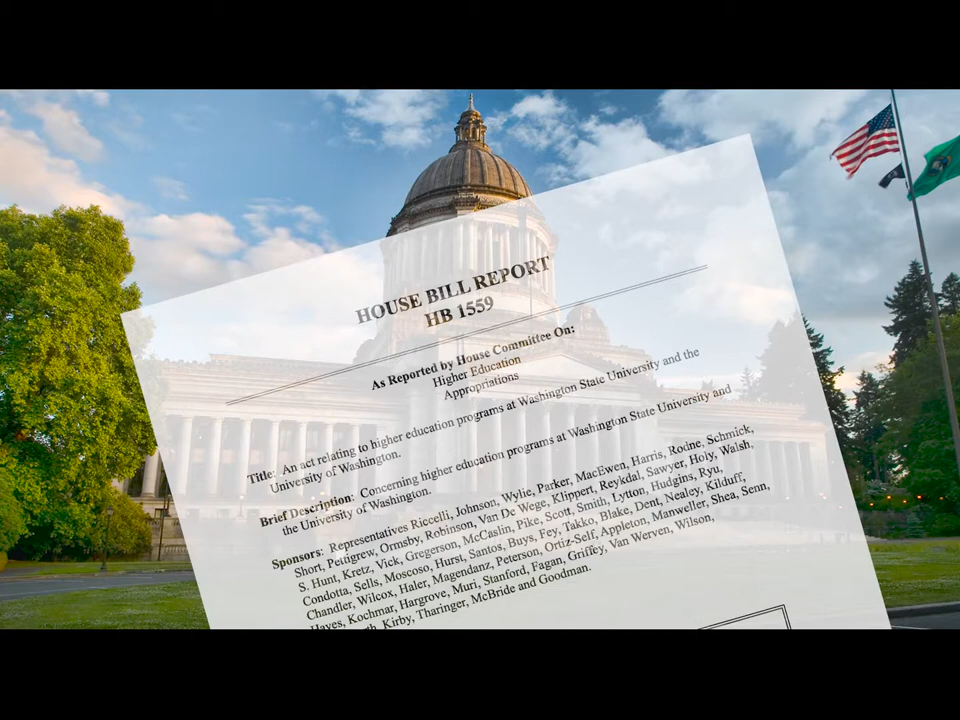 HOUSE BILL REPORT
HB 1559
As Reported by House Committee On:
Higher Education
Appropriations
Title: An act relating to higher education programs at Washington State University and the
University of Washington.
Brief Description: Concerning higher education programs at Washington State University and
the University of Washington.
Sponsors: Representatives Riccelli, Johnson, Wylie, Parker, MacEwen, Harris, Rodne, Schmick,
Short, Pettigrew, Ormsby, Robinson, Van De Wege, Klippert, Reykdal, Sawyer, Holy, Walsh,
S. Hunt, Kretz, Vick, Gregerson, McCaslin, Pike, Scott, Smith, Lytton, Hudgins, Ryu,
Condotta, Sells, Moscoso, Hurst, Santos, Buys, Fey, Takko, Blake, Dent, Nealey, Kilduff,
Chandler, Wilcox, Haler, Magendanz, Peterson, Ortiz-Self, Appleton, Manweller, Shea, Senn,
Hayes, Kochmar, Hargrove, Muri, Stanford, Fagan, Griffey, Van Werven, Wilson,
Kirby, Tharinger, McBride and Goodman.